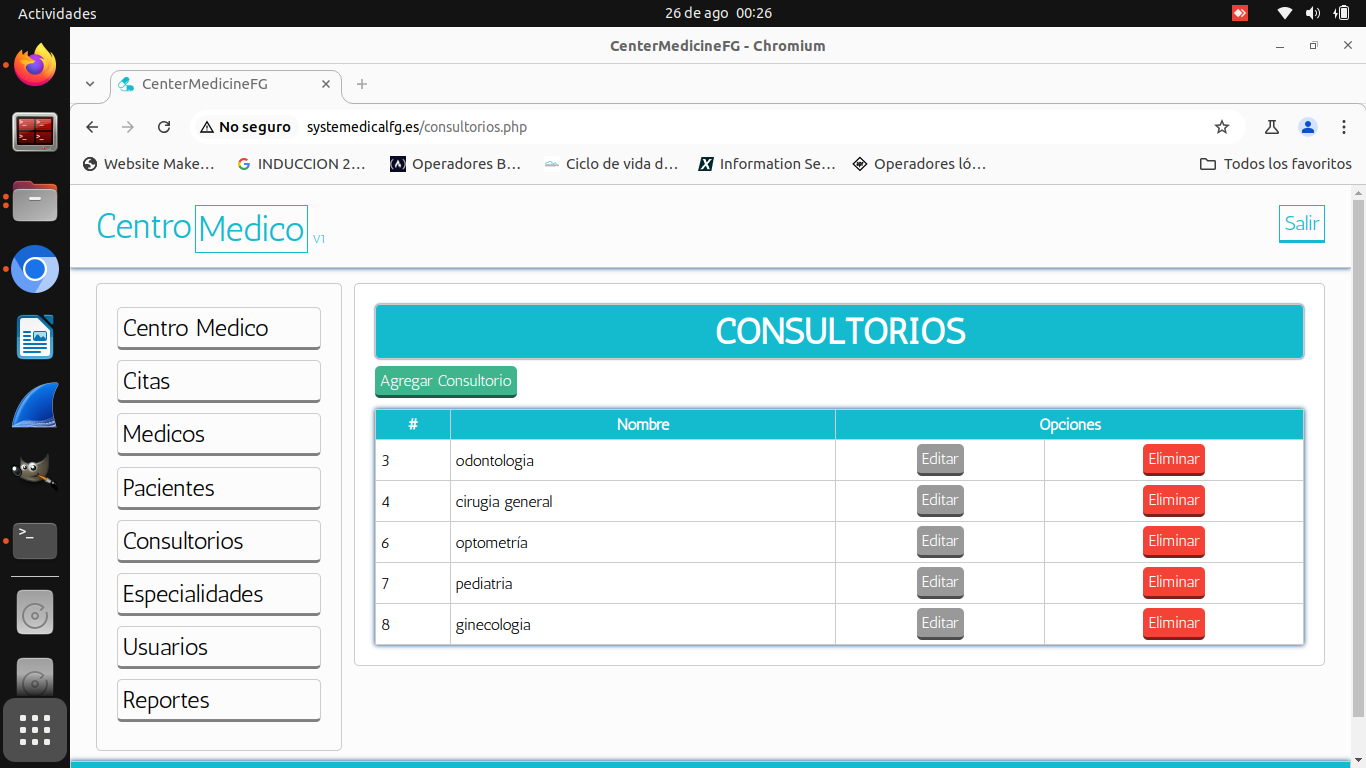 Actividades
26 de ago 00:26
CenterMedicineFG - Chromium
CenterMedicineFG
No seguro
systemedicalfg.es/consultorios.php
Website Make…
INDUCCION 2…
Operadores B…
Ciclo de vida d…
Information Se…
Operadores ló…
Todos los favoritos
Centro Medico V1
Salir
Centro Medico
Citas
Medicos
Pacientes
Consultorios
Especialidades
Usuarios
Reportes
CONSULTORIOS
Agregar Consultorio
# Nombre Opciones
3 odontologia Editar Eliminar
4 cirugia general Editar Eliminar
6 optometría Editar Eliminar
7 pediatria Editar Eliminar
8 ginecologia Editar Eliminar